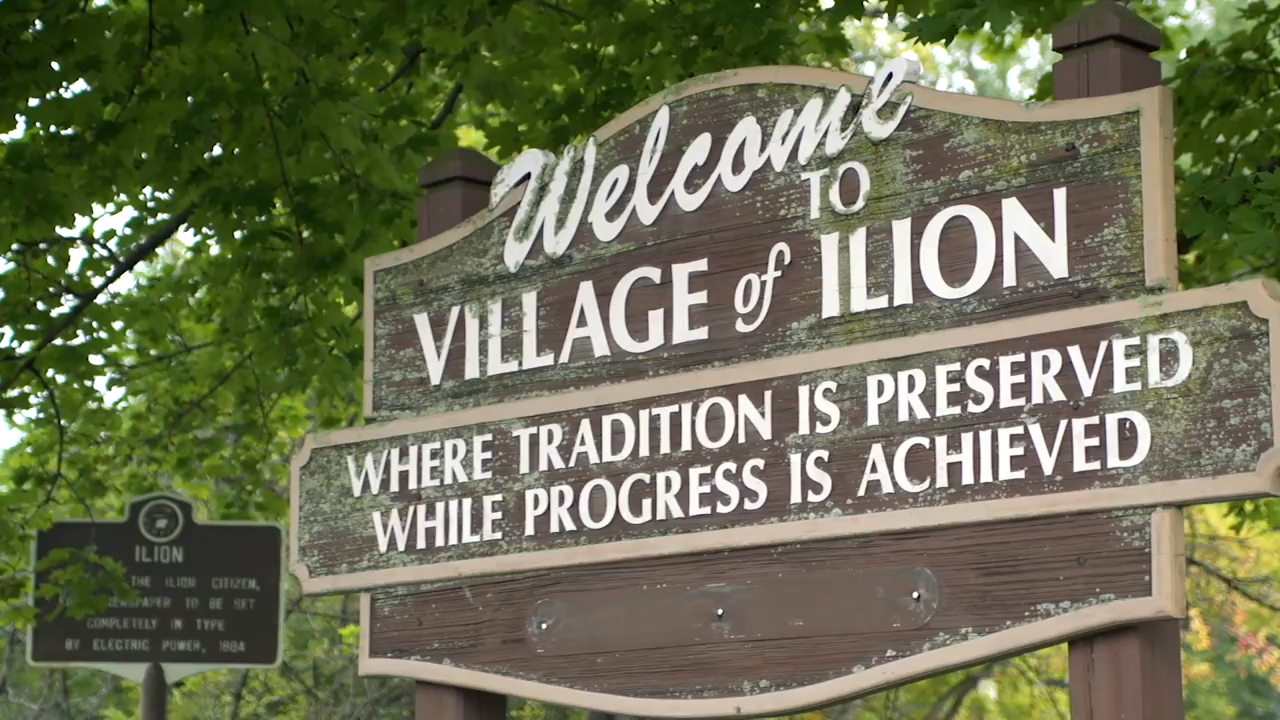 Welcome
TO
VILLAGE of ILION
WHERE TRADITION IS PRESERVED
WHILE PROGRESS IS ACHIEVED
ILION
THE ILION CITIZEN,
NEWSPAPER TO BE SET
COMPLETELY IN TYPE
BY ELECTRIC POWER, 1884